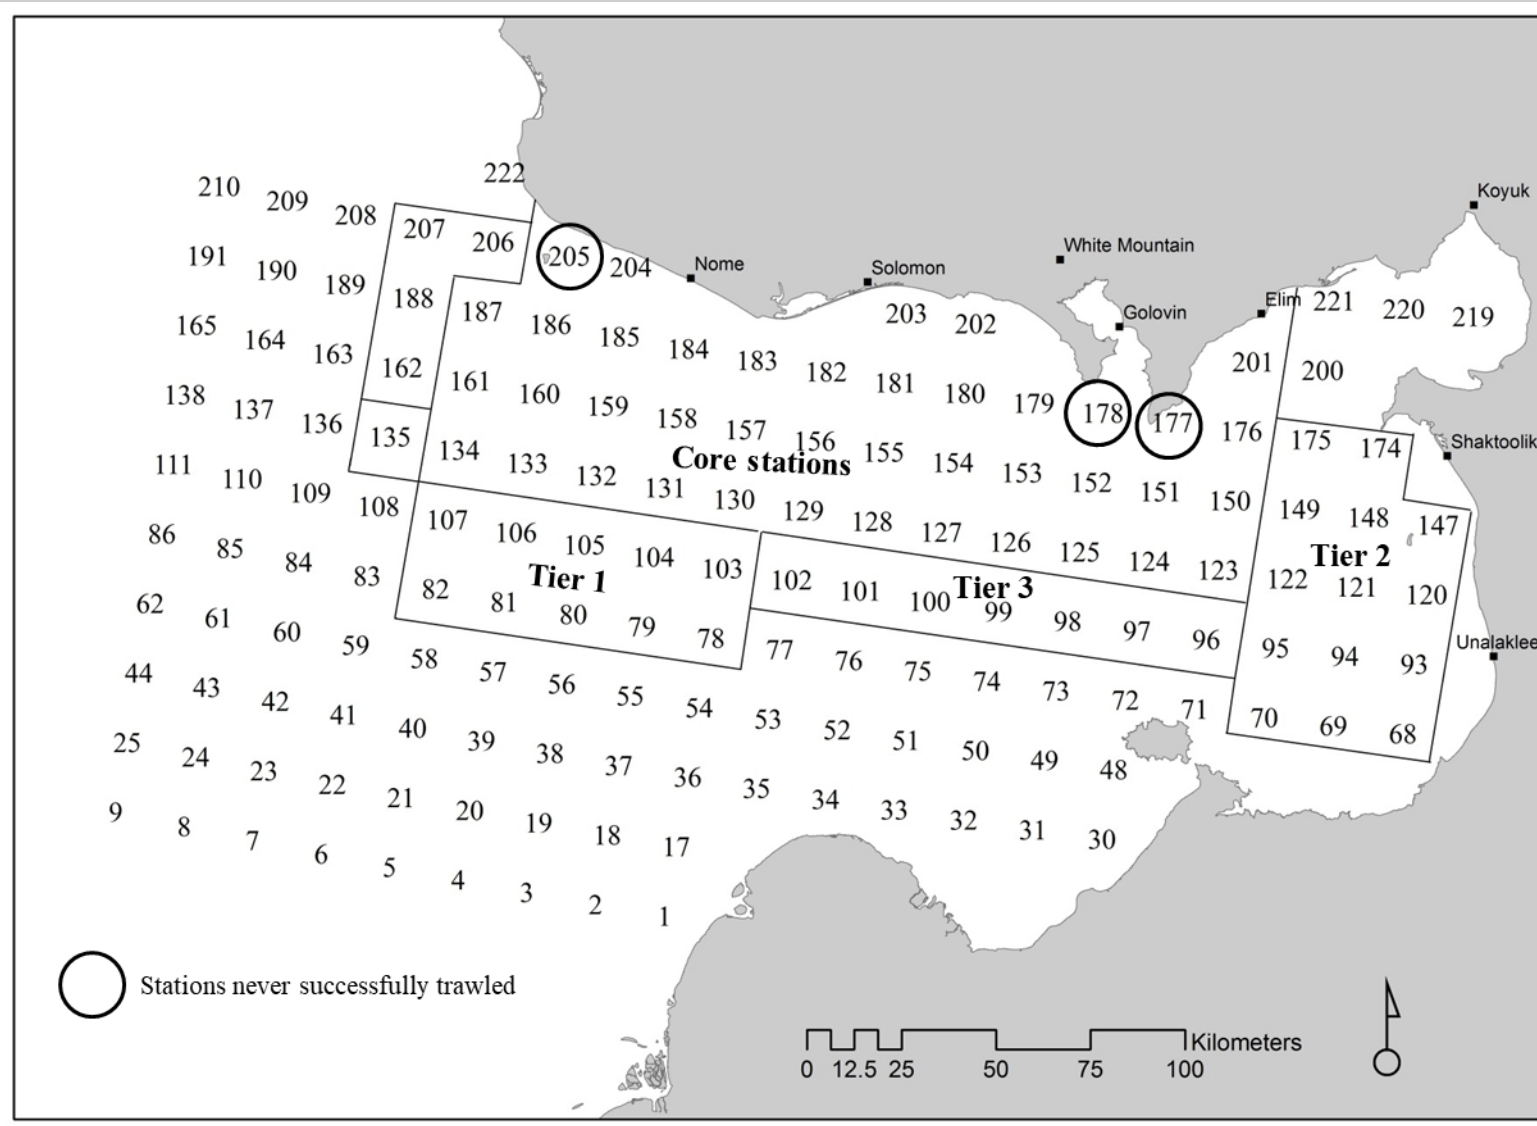 Koyuk
222
210 209 208 207 206 205 204 Nome
White Mountain
Solomon
191 190 189 188 187 186 185 184 183 182 181 180 179 178 177 176
203 202 Golovin 201 Elim 221 220 219
200
165 164 163 162 161 160 159 158 157 156 155 154 153 152 151 150
Core stations
175 174 Shaktoolik
149 148 147
138 137 136 135 134 133 132 131 130 129 128 127 126 125 124 123
Tier 2
122 121 120
111 110 109 108 107 106 105 104 103 102 101 100 99 98 97 96
Tier 1
Tier 3
95 94 93 Unalaklee
86 85 84 83 82 81 80 79 78 77 76 75 74 73 72 71 70 69 68
62 61 60 59 58 57 56 55 54 53 52 51 50 49 48
44 43 42 41 40 39 38 37 36 35 34 33 32 31 30
25 24 23 22 21 20 19 18 17
9 8 7 6 5 4 3 2 1
Stations never successfully trawled
Kilometers
0 12.5 25 50 75 100